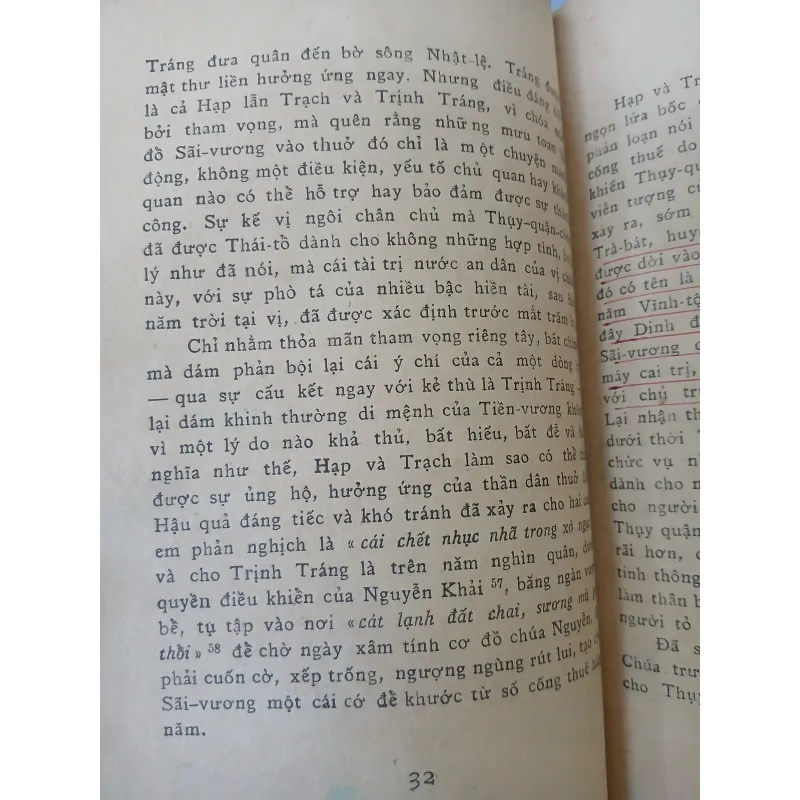 Tráng đưa quân đến bờ sông Nhật-lệ. Tráng
mật thư liền hưởng ứng ngay. Nhưng điều đáng
là cả Hạp lẫn Trạch và Trịnh Tráng, vì chóa
bởi tham vọng, mà quên rằng những mưu toan
đồ Sãi-vương vào thuở đó chỉ là một chuyện
động, không một điều kiện, yếu tố chủ quan hay
quan nào có thể hỗ trợ hay bảo đảm được sự
công. Sự kế vị ngôi chân chủ mà Thụy-quận-
đã được Thái-tổ dành cho không những hợp tình,
lý như đã nói, mà cái tài trị nước an dân của vị
này, với sự phò tá của nhiều bậc hiền tài, sau
năm trời tại vị, đã được xác định trước mắt trăm
Chỉ nhằm thỏa mãn tham vọng riêng tây, bất
mà dám phản bội lại cái ý chí của cả một dòng
— qua sự cấu kết ngay với kẻ thù là Trịnh Tráng —
lại dám khinh thường di mệnh của Tiên-vương
vì một lý do nào khả thủ, bất hiếu, bất đễ và
nghĩa như thế, Hạp và Trạch làm sao có thể
được sự ủng hộ, hưởng ứng của thần dân thuở
Hậu quả đáng tiếc và khó tránh đã xảy ra cho hai
em phản nghịch là « cái chết nhục nhã trong xó
và cho Trịnh Tráng là trên năm nghìn quân,
quyền điều khiển của Nguyễn Khải 57, băng ngàn
bể, tụ tập vào nơi « cát lạnh đất chai, sương mù
thổi » 58 để chờ ngày xâm tính cơ đồ chúa Nguyễn,
phải cuốn cờ, xếp trống, ngượng ngùng rút lui, tạo
Sãi-vương một cái cớ để khước từ số cống thuế
năm.
32
Hạp và
ngọn lửa bốc
phản loạn nói
cống thuế do
khiến Thụy-
viên tượng
xảy ra, sớm
Trà-bát, huy
được dời vào
đó có tên là
năm Vĩnh-
đây Dinh
Sãi-vương
máy cai trị,
với chủ
Lại nhận
dưới thời
chức vụ
dành cho
cho người
Thụy quận
rãi hơn,
tinh thông
làm thân
người tỏ
Đã
Chúa
cho